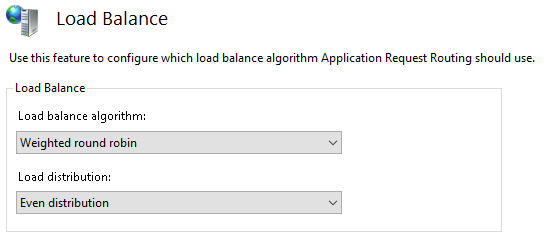 Load Balance
Use this feature to configure which load balance algorithm Application Request Routing should use.
Load Balance
Load balance algorithm:
Weighted round robin
Load distribution:
Even distribution